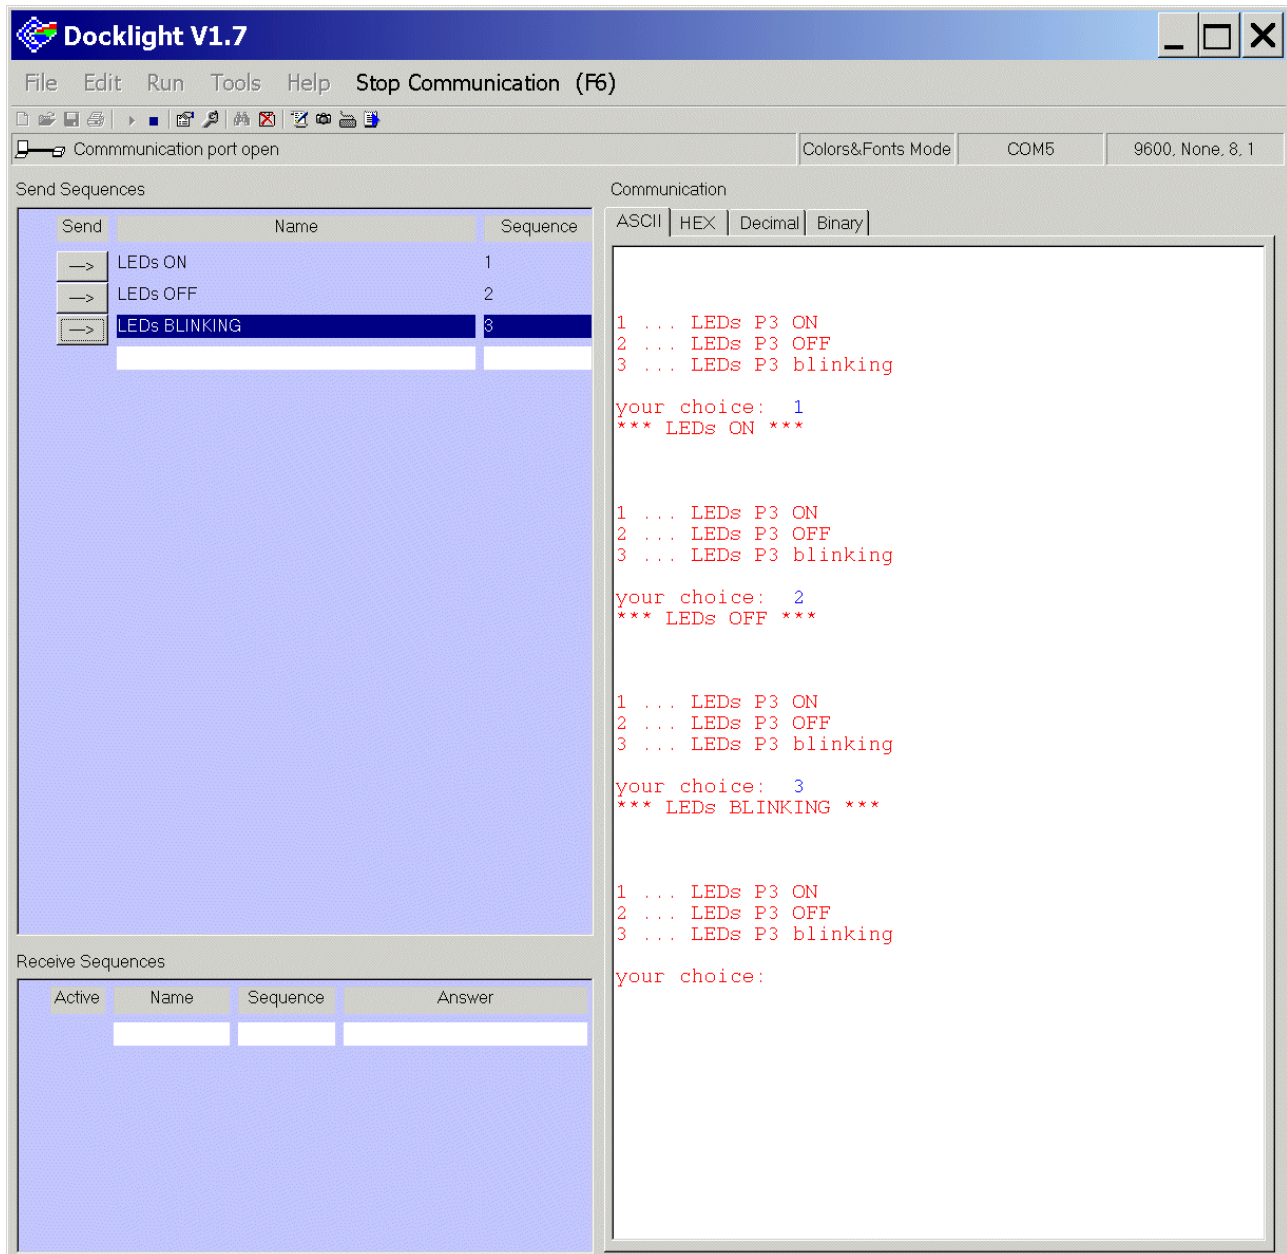 Docklight V1.7
File Edit Run Tools Help Stop Communication (F6)
Commmunication port open Colors&Fonts Mode COM5 9600, None, 8, 1
Send Sequences
Send Name Sequence
---> LEDs ON 1
---> LEDs OFF 2
---> LEDs BLINKING 3
Receive Sequences
Active Name Sequence Answer
Communication
ASCII HEX Decimal Binary
1 ... LEDs P3 ON
2 ... LEDs P3 OFF
3 ... LEDs P3 blinking
your choice: 1
*** LEDs ON ***
1 ... LEDs P3 ON
2 ... LEDs P3 OFF
3 ... LEDs P3 blinking
your choice: 2
*** LEDs OFF ***
1 ... LEDs P3 ON
2 ... LEDs P3 OFF
3 ... LEDs P3 blinking
your choice: 3
*** LEDs BLINKING ***
1 ... LEDs P3 ON
2 ... LEDs P3 OFF
3 ... LEDs P3 blinking
your choice: